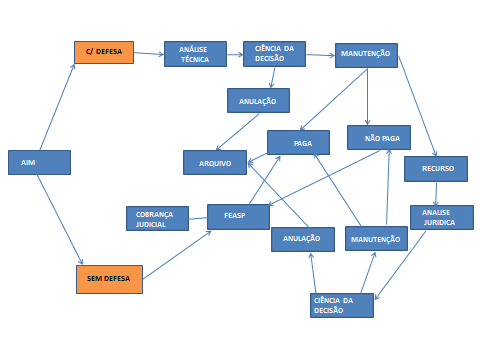 C/ DEFESA
ANÁLISE
TÉCNICA
CIÊNCIA DA
DECISÃO
MANUTENÇÃO
ANULAÇÃO
PAGA
NÃO PAGA
AIM
ARQUIVO
RECURSO
COBRANÇA
JUDICIAL
FEASP
ANALISE
JURIDICA
ANULAÇÃO
MANUTENÇÃO
SEM DEFESA
CIÊNCIA DA
DECISÃO